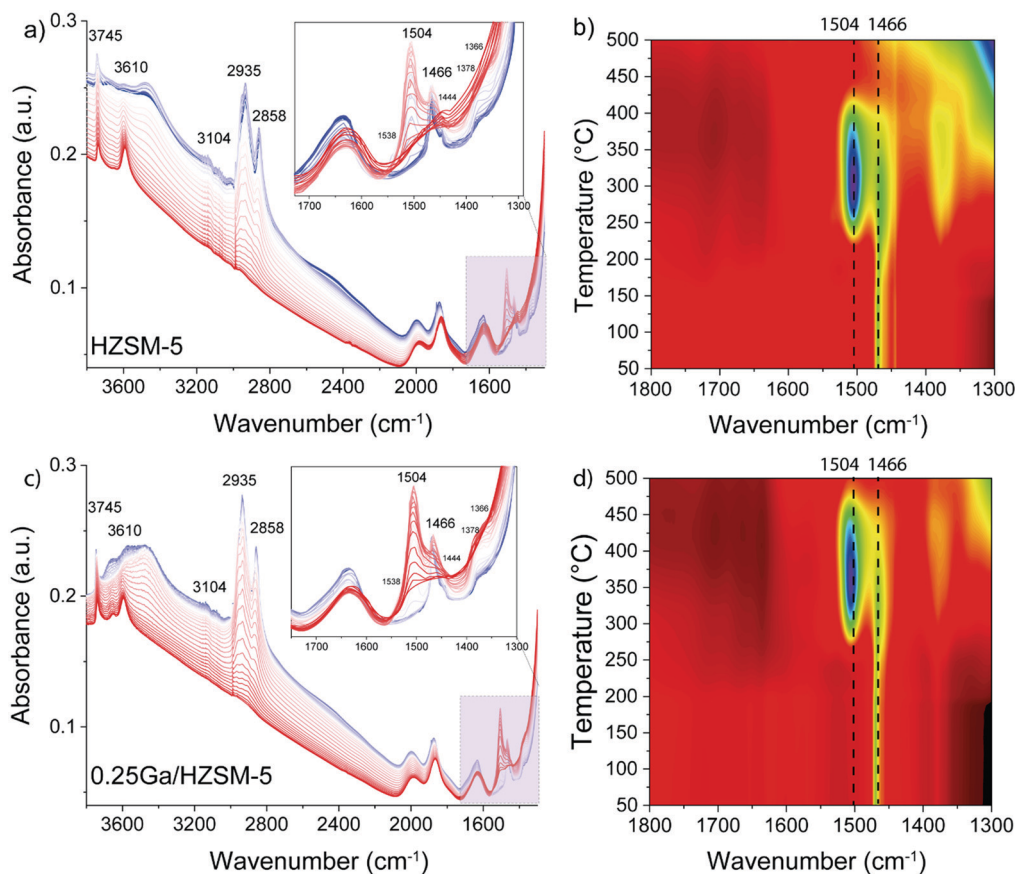 a)
3745
3610
3104
2935
2858
1504
1466
1444
1378
1366
1538
1700 1600 1500 1400 1300
0.3
0.2
0.1
Absorbance (a.u.)
HZSM-5
3600 3200 2800 2400 2000 1600
Wavenumber (cm⁻¹)
b)
1504 1466
500
450
400
350
300
250
200
150
100
50
Temperature (°C)
1800 1700 1600 1500 1400 1300
Wavenumber (cm⁻¹)
c)
3745
3610
3104
2935
2858
1504
1466
1444
1378
1366
1538
1700 1600 1500 1400 1300
0.3
0.2
0.1
Absorbance (a.u.)
0.25Ga/HZSM-5
3600 3200 2800 2400 2000 1600
Wavenumber (cm⁻¹)
d)
1504 1466
500
450
400
350
300
250
200
150
100
50
Temperature (°C)
1800 1700 1600 1500 1400 1300
Wavenumber (cm⁻¹)